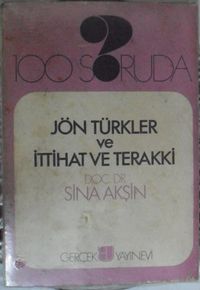 100 SORUDA
JÖN TÜRKLER
ve
İTTİHAT VE TERAKKİ
DOÇ. DR.
SİNA AKŞİN
GERÇEK YAYINEVİ